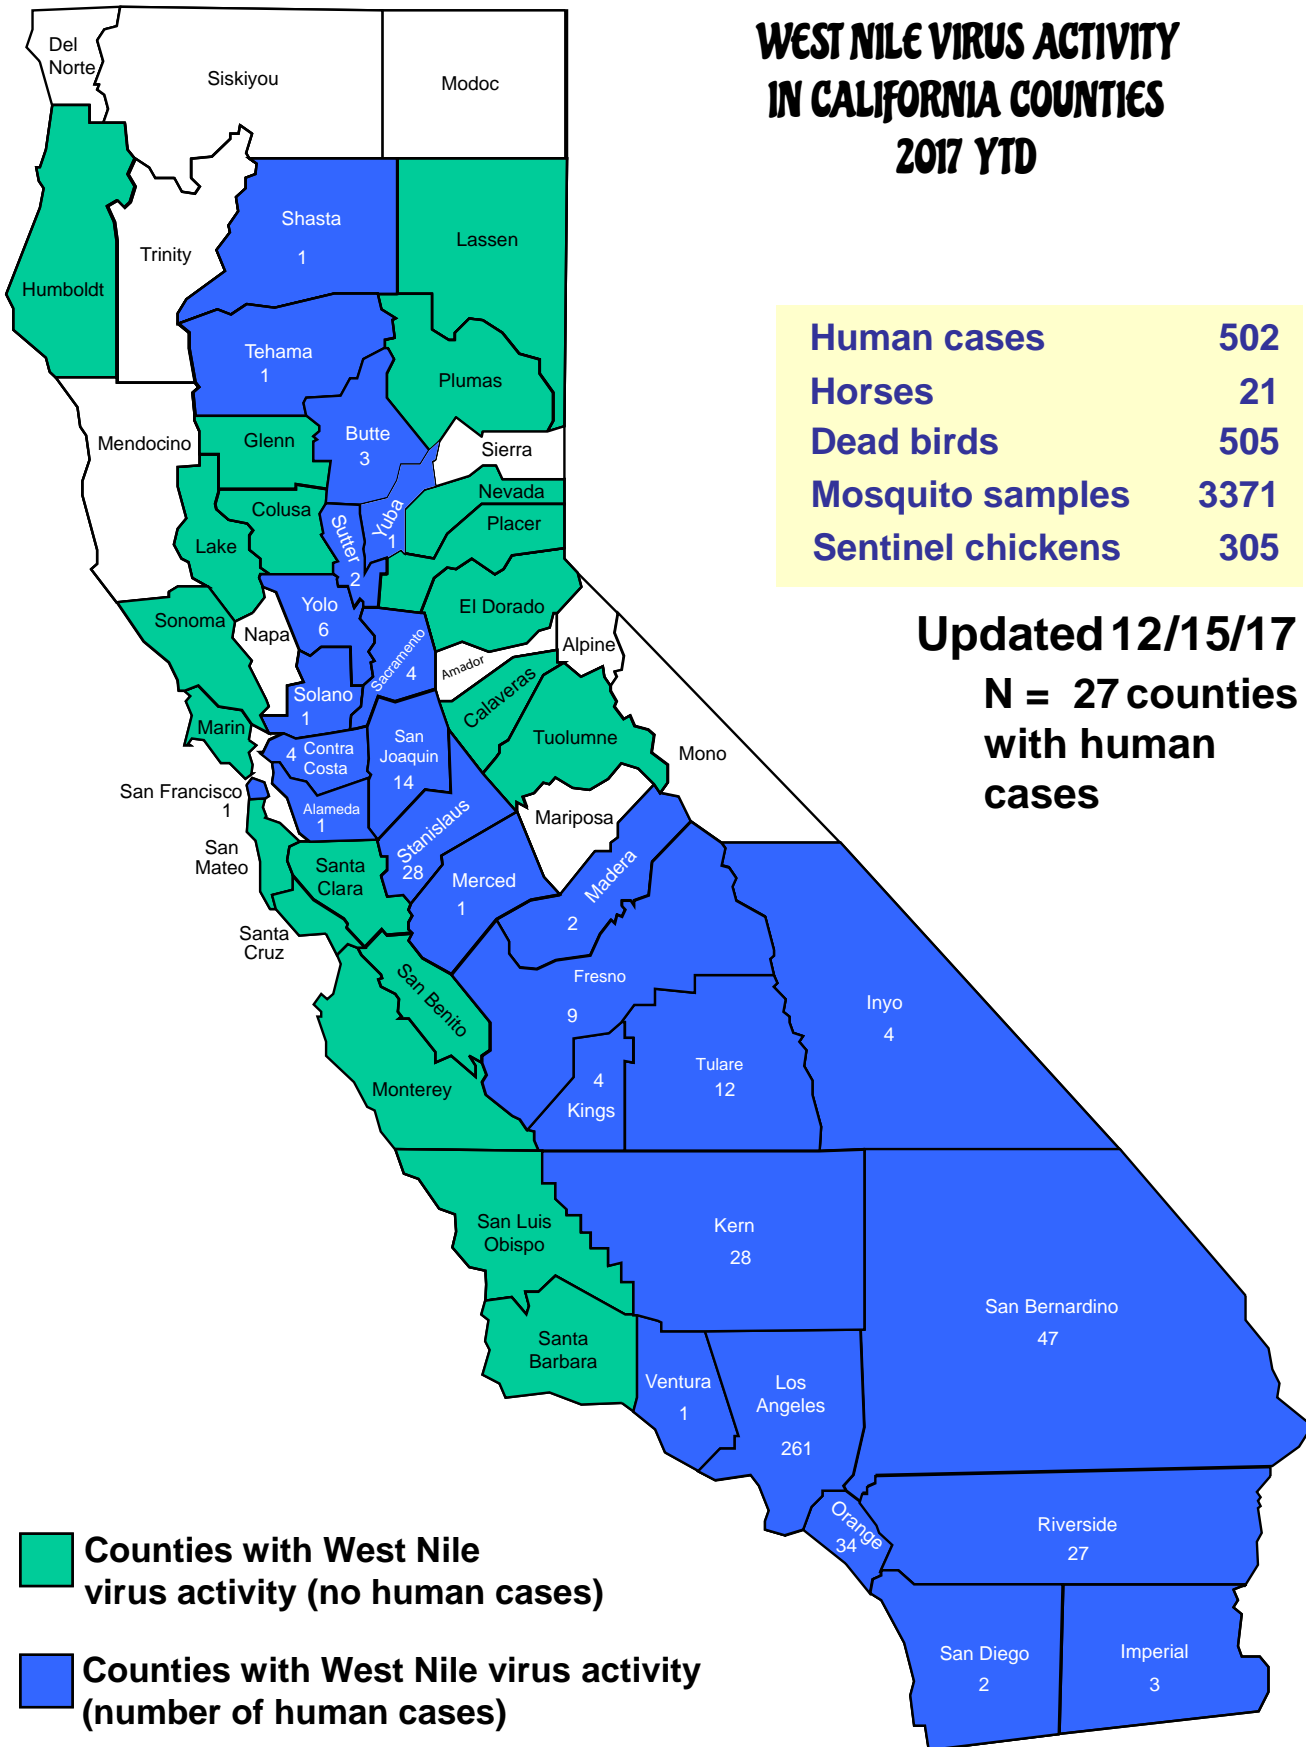 WEST NILE VIRUS ACTIVITY
IN CALIFORNIA COUNTIES
2017 YTD
Del
Norte
Siskiyou
Modoc
Shasta
1
Lassen
Trinity
Humboldt
Human cases 502
Horses 21
Dead birds 505
Mosquito samples 3371
Sentinel chickens 305
Tehama
1
Plumas
Mendocino
Glenn
Butte
3
Sierra
Nevada
Colusa
Sutter
2
Yuba
1
Placer
Lake
El Dorado
Yolo
6
Sonoma
Napa
Sacramento
4
Amador
Alpine
Updated 12/15/17
N = 27 counties
with human
cases
Solano
1
Calaveras
Marin
4 Contra
Costa
San
Joaquin
14
Tuolumne
Mono
San Francisco
1
Alameda
1
Stanislaus
28
Mariposa
San
Mateo
Santa
Clara
Merced
1
Madera
2
Santa
Cruz
San Benito
Fresno
9
Inyo
4
Monterey
4
Kings
Tulare
12
San Luis
Obispo
Kern
28
San Bernardino
47
Santa
Barbara
Ventura
1
Los
Angeles
261
Orange
34
Riverside
27
San Diego
2
Imperial
3
Counties with West Nile
virus activity (no human cases)
Counties with West Nile virus activity
(number of human cases)